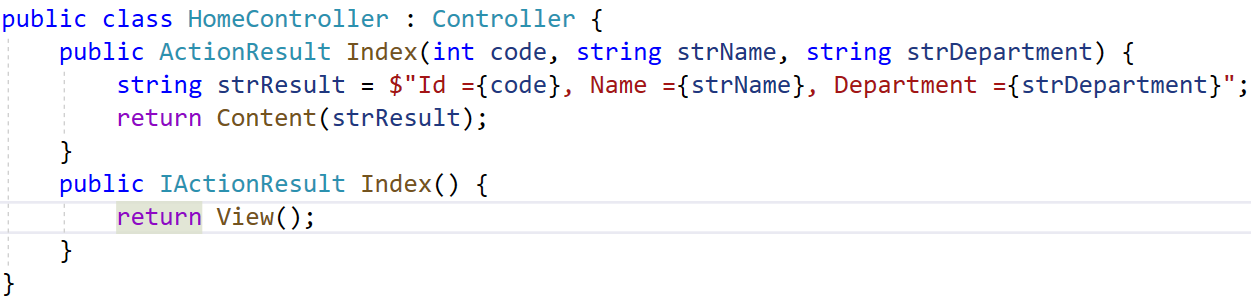 public class HomeController : Controller {
    public ActionResult Index(int code, string strName, string strDepartment) {
        string strResult = $"Id ={code}, Name ={strName}, Department ={strDepartment}";
        return Content(strResult);
    }
    public IActionResult Index() {
        return View();
    }
}